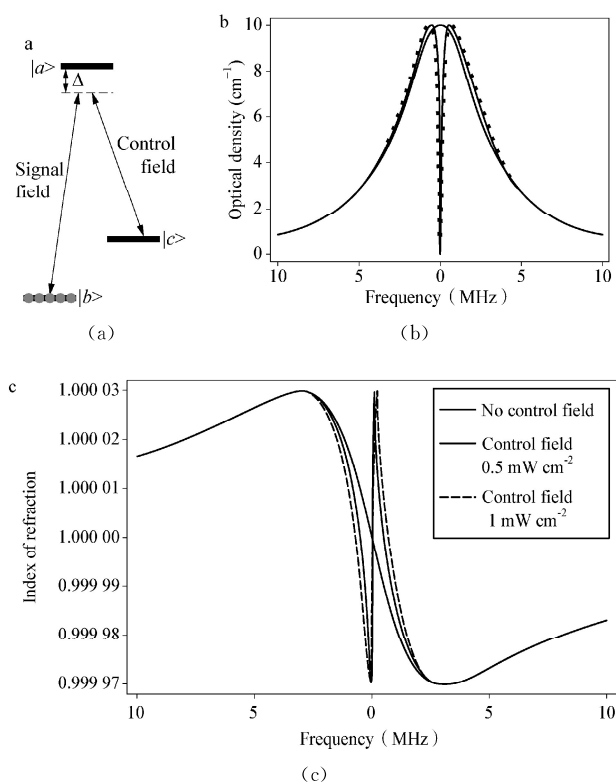 a
|a>
Δ
Signal
field
Control
field
|c>
|b>
(a)
b
Optical density (cm⁻¹)
10
8
6
4
2
0
10
5
0
5
10
Frequency (MHz)
(b)
c
Index of refraction
1.000 03
1.000 02
1.000 01
1.000 00
0.999 99
0.999 98
0.999 97
No control field
Control field
0.5 mW cm⁻²
Control field
1 mW cm⁻²
10
5
0
5
10
Frequency (MHz)
(c)